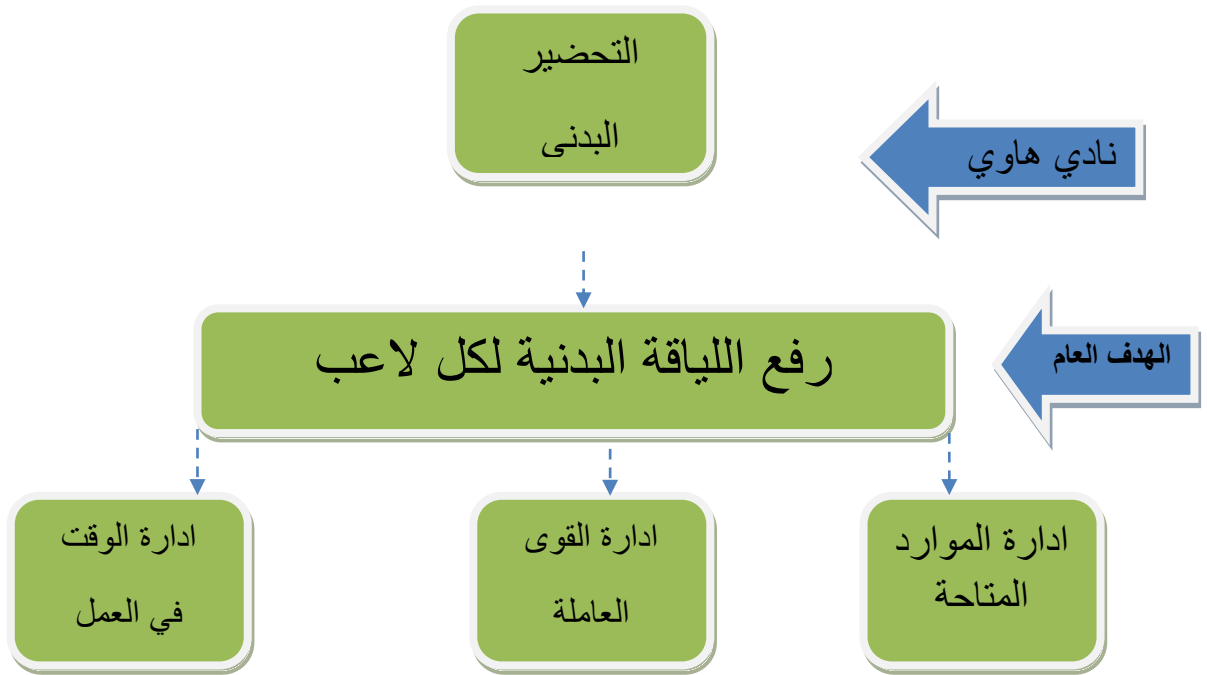 التحضير
البدنى
نادي هاوي
رفع اللياقة البدنية لكل لاعب
الهدف العام
ادارة الموارد
المتاحة
ادارة القوى
العاملة
ادارة الوقت
في العمل